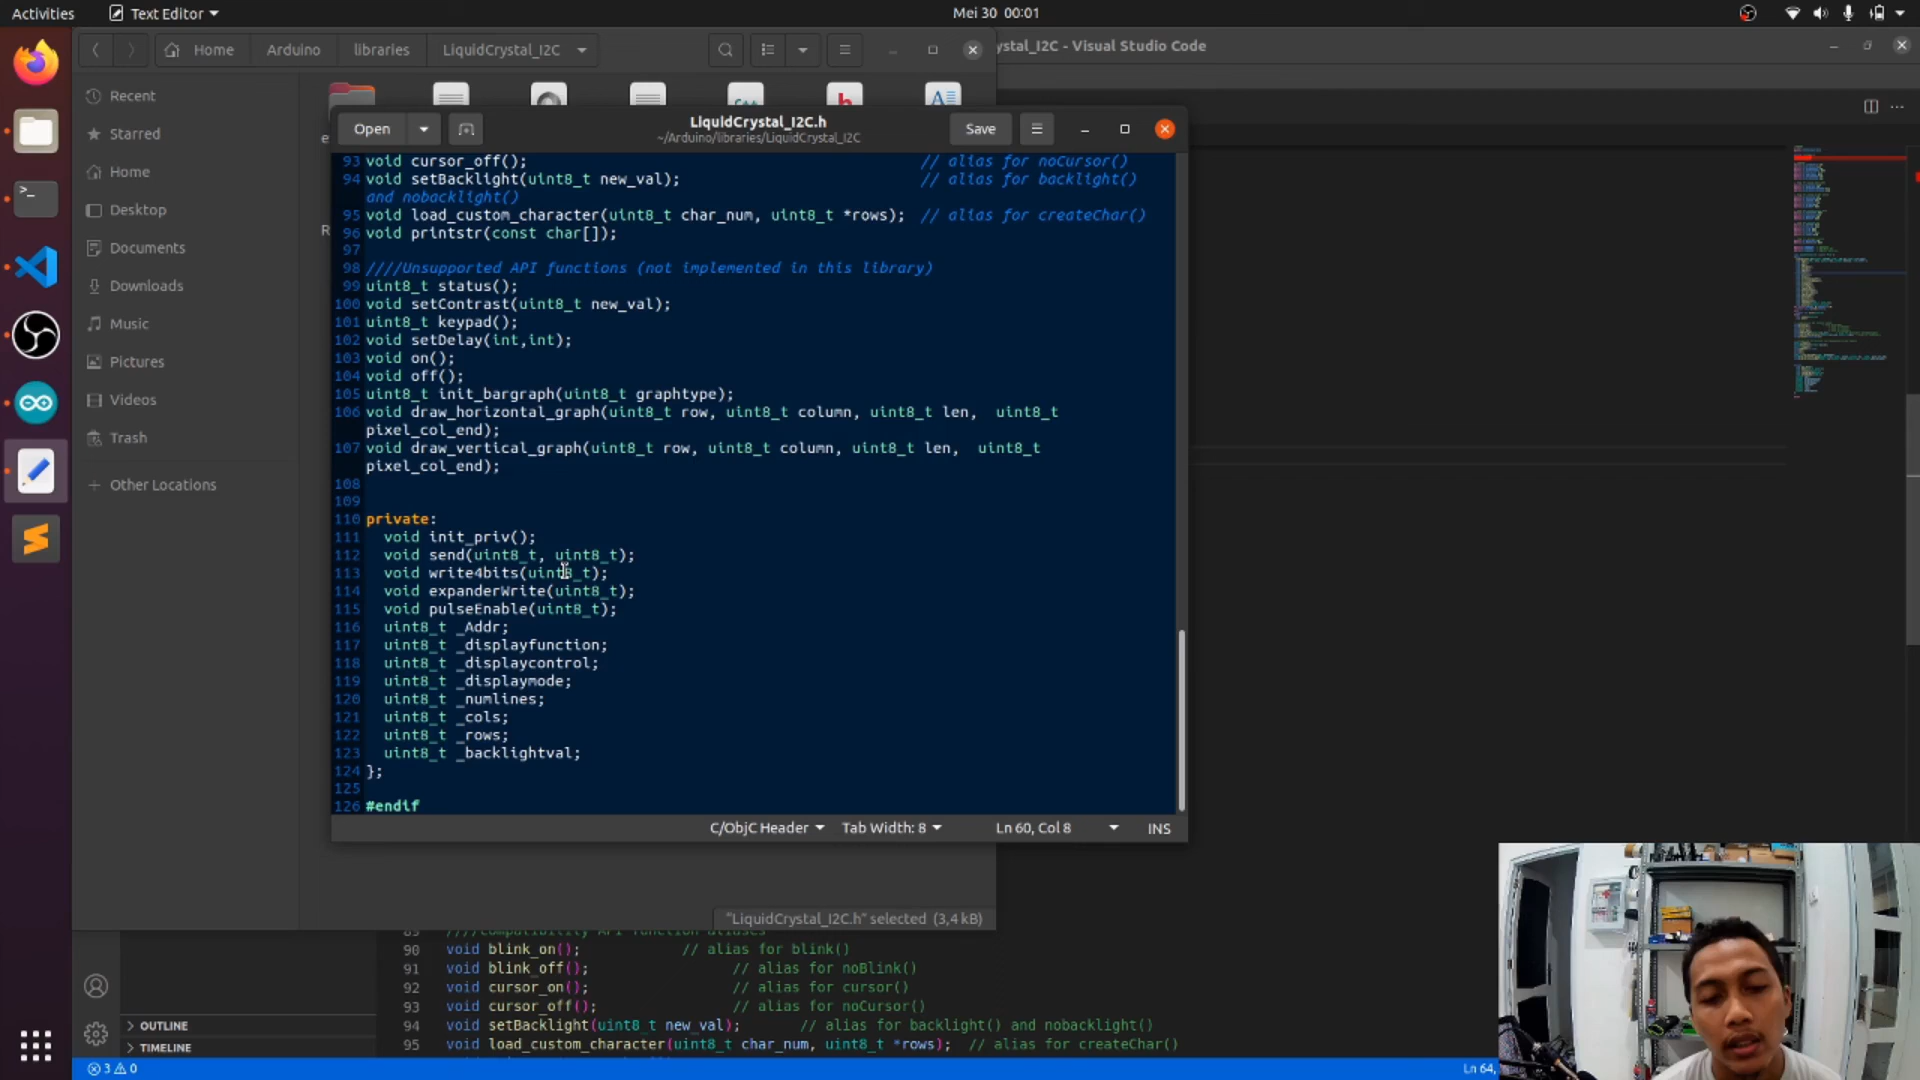 Activities
Text Editor
Mei 30 00:01
Home
Arduino
libraries
LiquidCrystal_I2C
ystal_I2C - Visual Studio Code
Recent
Starred
Home
Desktop
Documents
Downloads
Music
Pictures
Videos
Trash
+ Other Locations
Open
LiquidCrystal_I2C.h
~/Arduino/libraries/LiquidCrystal_I2C
Save
93 void cursor_off(); // alias for noCursor()
94 void setBacklight(uint8_t new_val); // alias for backlight()
and nobacklight()
95 void load_custom_character(uint8_t char_num, uint8_t *rows); // alias for createChar()
96 void printstr(const char[]);
97
98 ////Unsupported API functions (not implemented in this library)
99 uint8_t status();
100 void setContrast(uint8_t new_val);
101 uint8_t keypad();
102 void setDelay(int,int);
103 void on();
104 void off();
105 uint8_t init_bargraph(uint8_t graphtype);
106 void draw_horizontal_graph(uint8_t row, uint8_t column, uint8_t len, uint8_t
pixel_col_end);
107 void draw_vertical_graph(uint8_t row, uint8_t column, uint8_t len, uint8_t
pixel_col_end);
108
109
110 private:
111 void init_priv();
112 void send(uint8_t, uint8_t);
113 void write4bits(uint8_t);
114 void expanderWrite(uint8_t);
115 void pulseEnable(uint8_t);
116 uint8_t _Addr;
117 uint8_t _displayfunction;
118 uint8_t _displaycontrol;
119 uint8_t _displaymode;
120 uint8_t _numlines;
121 uint8_t _cols;
122 uint8_t _rows;
123 uint8_t _backlightval;
124 };
125
126 #endif
C/ObjC Header
Tab Width: 8
Ln 60, Col 8
INS
"LiquidCrystal_I2C.h" selected (3,4 kB)
90 void blink_on(); // alias for blink()
91 void blink_off(); // alias for noBlink()
92 void cursor_on(); // alias for cursor()
93 void cursor_off(); // alias for noCursor()
94 void setBacklight(uint8_t new_val); // alias for backlight() and nobacklight()
95 void load_custom_character(uint8_t char_num, uint8_t *rows); // alias for createChar()
OUTLINE
TIMELINE
3 0
Ln 64,